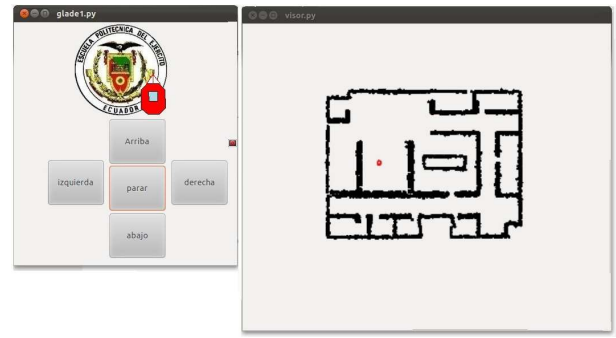 glade1.py
ESCUELA POLITECNICA DEL EJERCITO
ECUADOR
Arriba
izquierda
parar
derecha
abajo
visor.py